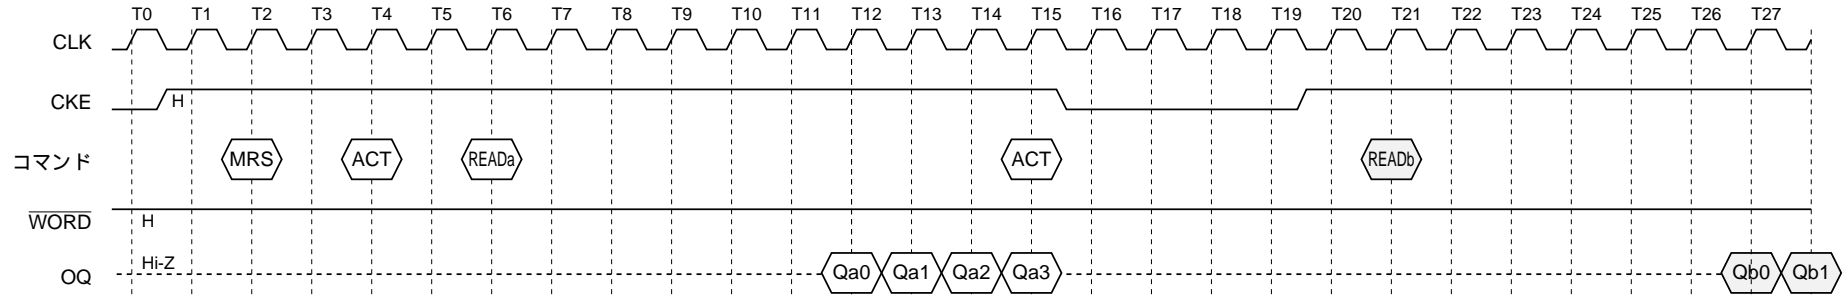 T0 T1 T2 T3 T4 T5 T6 T7 T8 T9 T10 T11 T12 T13 T14 T15 T16 T17 T18 T19 T20 T21 T22 T23 T24 T25 T26 T27
CLK
CKE H
コマンド MRS ACT READa ACT READb
WORD H
OQ Hi-Z Qa0 Qa1 Qa2 Qa3 Qb0 Qb1